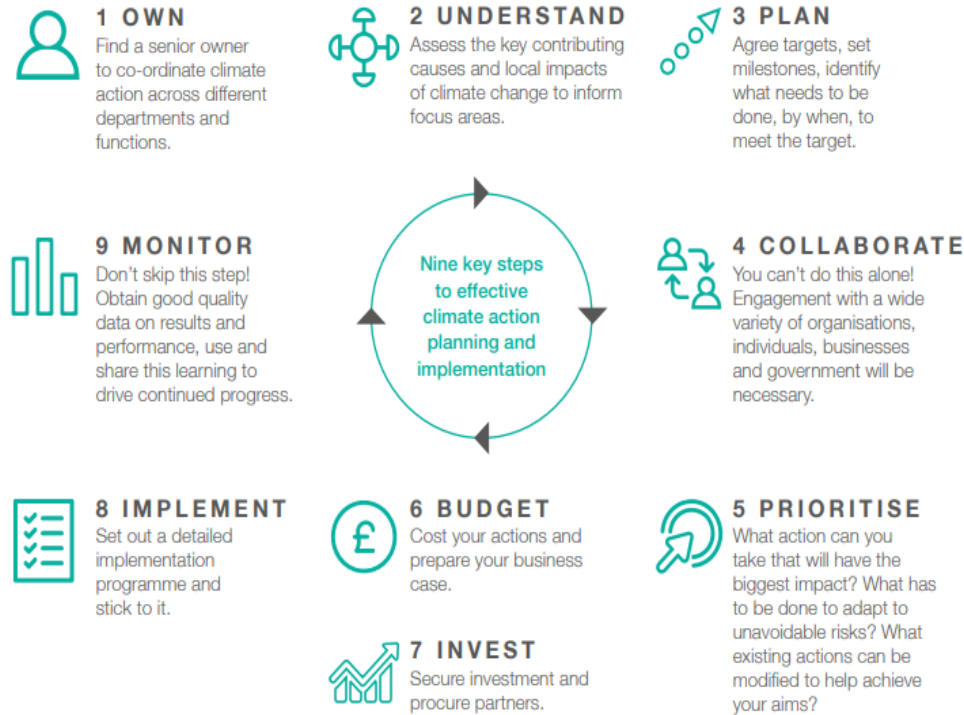 1 OWN
Find a senior owner
to co-ordinate climate
action across different
departments and
functions.
2 UNDERSTAND
Assess the key contributing
causes and local impacts
of climate change to inform
focus areas.
3 PLAN
Agree targets, set
milestones, identify
what needs to be
done, by when, to
meet the target.
9 MONITOR
Don't skip this step!
Obtain good quality
data on results and
performance, use and
share this learning to
drive continued progress.
Nine key steps
to effective
climate action
planning and
implementation
4 COLLABORATE
You can't do this alone!
Engagement with a wide
variety of organisations,
individuals, businesses
and government will be
necessary.
8 IMPLEMENT
Set out a detailed
implementation
programme and
stick to it.
£
6 BUDGET
Cost your actions and
prepare your business
case.
5 PRIORITISE
What action can you
take that will have the
biggest impact? What has
to be done to adapt to
unavoidable risks? What
existing actions can be
modified to help achieve
your aims?
7 INVEST
Secure investment and
procure partners.